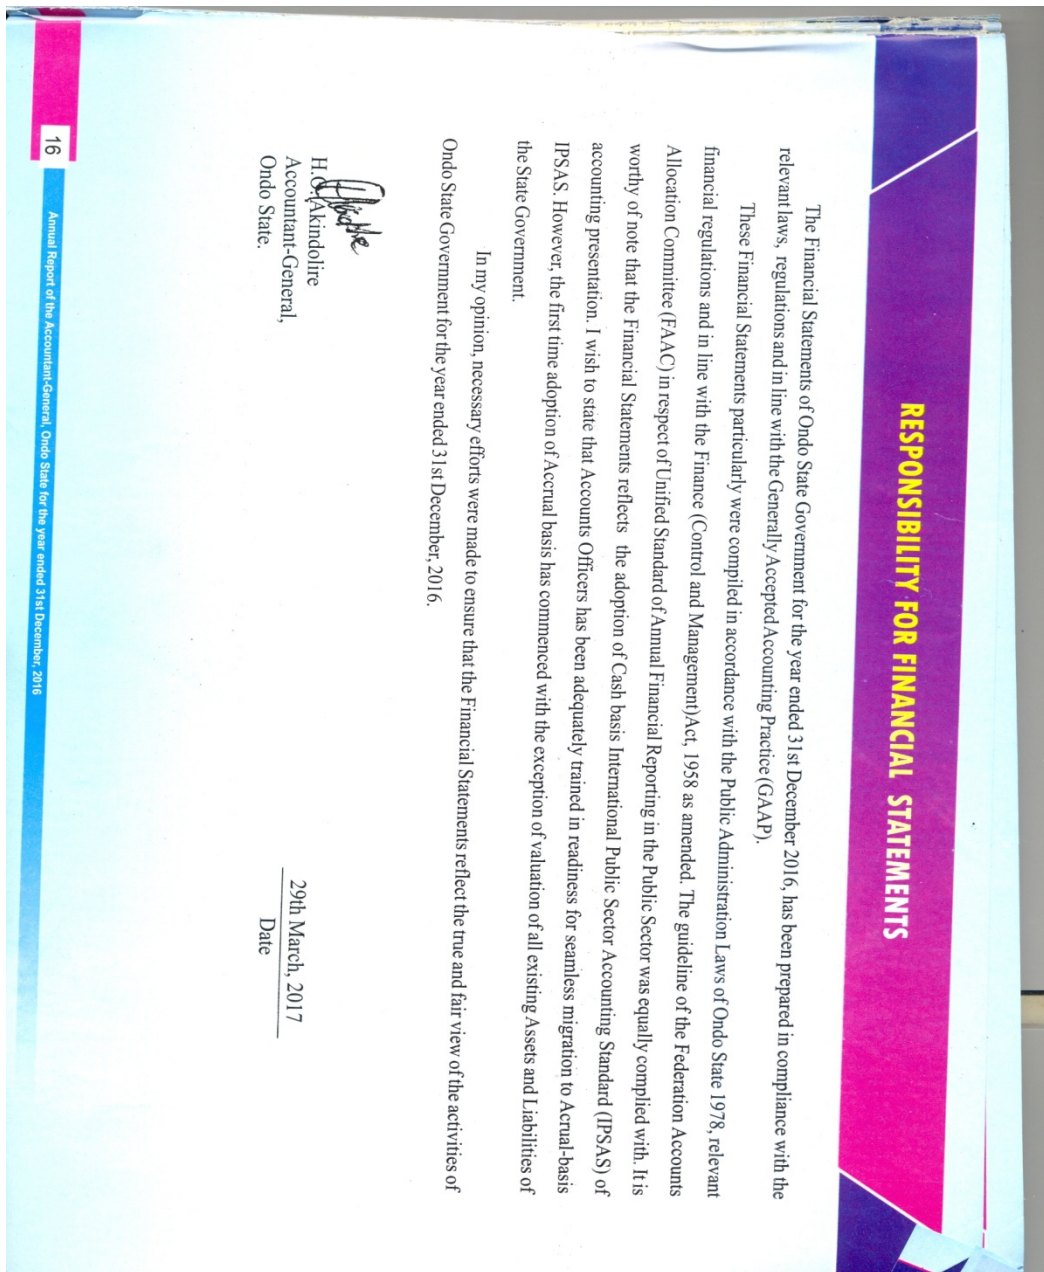 RESPONSIBILITY FOR FINANCIAL STATEMENTS
The Financial Statements of Ondo State Government for the year ended 31st December 2016, has been prepared in compliance with the
relevant laws, regulations and in line with the Generally Accepted Accounting Practice (GAAP).
These Financial Statements particularly were compiled in accordance with the Public Administration Laws of Ondo State 1978, relevant
financial regulations and in line with the Finance (Control and Management) Act, 1958 as amended. The guideline of the Federation Accounts
Allocation Committee (FAAC) in respect of Unified Standard of Annual Financial Reporting in the Public Sector was equally complied with. It is
worthy of note that the Financial Statements reflects the adoption of Cash basis International Public Sector Accounting Standard (IPSAS) of
accounting presentation. I wish to state that Accounts Officers has been adequately trained in readiness for seamless migration to Acrual-basis
IPSAS. However, the first time adoption of Accrual basis has commenced with the exception of valuation of all existing Assets and Liabilities of
the State Government.
In my opinion, necessary efforts were made to ensure that the Financial Statements reflect the true and fair view of the activities of
Ondo State Government for the year ended 31st December, 2016.
H.O. Akindolire
Accountant-General,
Ondo State.
29th March, 2017
Date
16
Annual Report of the Accountant-General, Ondo State for the year ended 31st December, 2016